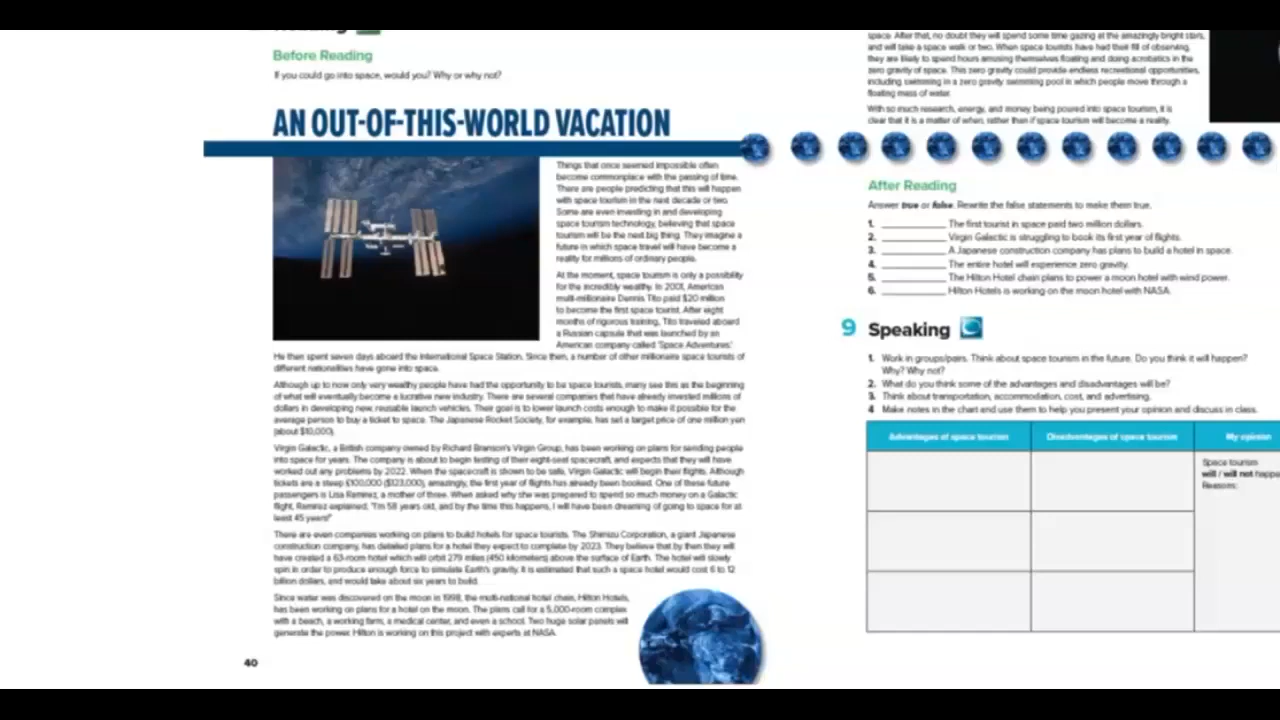 Before Reading
If you could go into space, would you? Why or why not?
AN OUT-OF-THIS-WORLD VACATION
Things that once seemed impossible often
become commonplace with the passing of time.
There are people predicting that this will happen
with space tourism in the next decade or two.
Some are even investing in and developing
space tourism technology, believing that space
tourism will be the next big thing. They imagine a
future in which space travel will have become a
reality for millions of ordinary people.
At the moment, space tourism is only a possibility
for the incredibly wealthy. In 2001, American
multi-millionaire Dennis Tito paid $20 million
to become the first space tourist. After eight
months of rigorous training, Tito traveled aboard
a Russian capsule that was launched by an
American company called 'Space Adventures.'
He then spent seven days aboard the International Space Station. Since then, a number of other millionaire space tourists of
different nationalities have gone into space.
Although up to now only very wealthy people have had the opportunity to be space tourists, many see this as the beginning
of what will eventually become a lucrative new industry. There are several companies that have already invested millions of
dollars in developing new, reusable launch vehicles. Their goal is to lower launch costs enough to make it possible for the
average person to buy a ticket to space. The Japanese Rocket Society, for example, has set a target price of one million yen
(about $10,000).
Virgin Galactic, a British company owned by Richard Branson's Virgin Group, has been working on plans for sending people
into space for years. The company is about to begin testing of their eight-seat spacecraft, and expects that they will have
worked out any problems by 2022. When the spacecraft is shown to be safe, Virgin Galactic will begin their flights. Although
tickets are a steep £100,000 ($123,000), amazingly, the first year of flights has already been booked. One of these future
passengers is Lisa Ramirez, a mother of three. When asked why she was prepared to spend so much money on a Galactic
flight, Ramirez explained, "I'm 58 years old, and by the time this happens, I will have been dreaming of going to space for at
least 45 years!"
There are even companies working on plans to build hotels for space tourists. The Shimizu Corporation, a giant Japanese
construction company, has detailed plans for a hotel they expect to complete by 2023. They believe that by then they will
have created a 63-room hotel which will orbit 279 miles (450 kilometers) above the surface of Earth. The hotel will slowly
spin in order to produce enough force to simulate Earth's gravity. It is estimated that such a space hotel would cost 6 to 12
billion dollars, and would take about six years to build.
Since water was discovered on the moon in 1998, the multi-national hotel chain, Hilton Hotels,
has been working on plans for a hotel on the moon. The plans call for a 5,000-room complex
with a beach, a working farm, a medical center, and even a school. Two huge solar panels will
generate the power. Hilton is working on this project with experts at NASA.
40
space. After that, no doubt they will spend some time gazing at the amazingly bright stars,
and will take a space walk or two. When space tourists have had their fill of observing,
they are likely to spend hours amusing themselves floating and doing acrobatics in the
zero gravity of space. This zero gravity could provide endless recreational opportunities,
including swimming in a zero gravity swimming pool in which people move through a
floating mass of water.
With so much research, energy, and money being poured into space tourism, it is
clear that it is a matter of when, rather than if space tourism will become a reality.
After Reading
Answer true or false. Rewrite the false statements to make them true.
1. ________ The first tourist in space paid two million dollars.
2. ________ Virgin Galactic is struggling to book its first year of flights.
3. ________ A Japanese construction company has plans to build a hotel in space.
4. ________ The entire hotel will experience zero gravity.
5. ________ The Hilton Hotel chain plans to power a moon hotel with wind power.
6. ________ Hilton Hotels is working on the moon hotel with NASA.
9 Speaking
1. Work in groups/pairs. Think about space tourism in the future. Do you think it will happen?
Why? Why not?
2. What do you think some of the advantages and disadvantages will be?
3. Think about transportation, accommodation, cost, and advertising.
4 Make notes in the chart and use them to help you present your opinion and discuss in class.
Advantages of space tourism Disadvantages of space tourism My opinion
Space tourism
will / will not
Reasons: